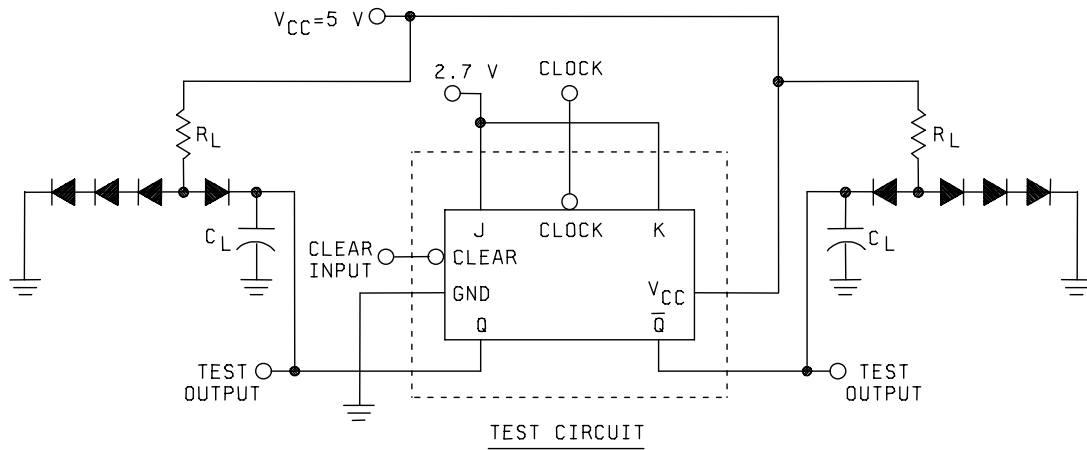 V_CC=5 V
2.7 V
CLOCK
R_L
R_L
J
CLOCK
K
C_L
C_L
CLEAR
INPUT
CLEAR
GND
V_CC
Q
Q̅
TEST
OUTPUT
TEST
OUTPUT
TEST CIRCUIT